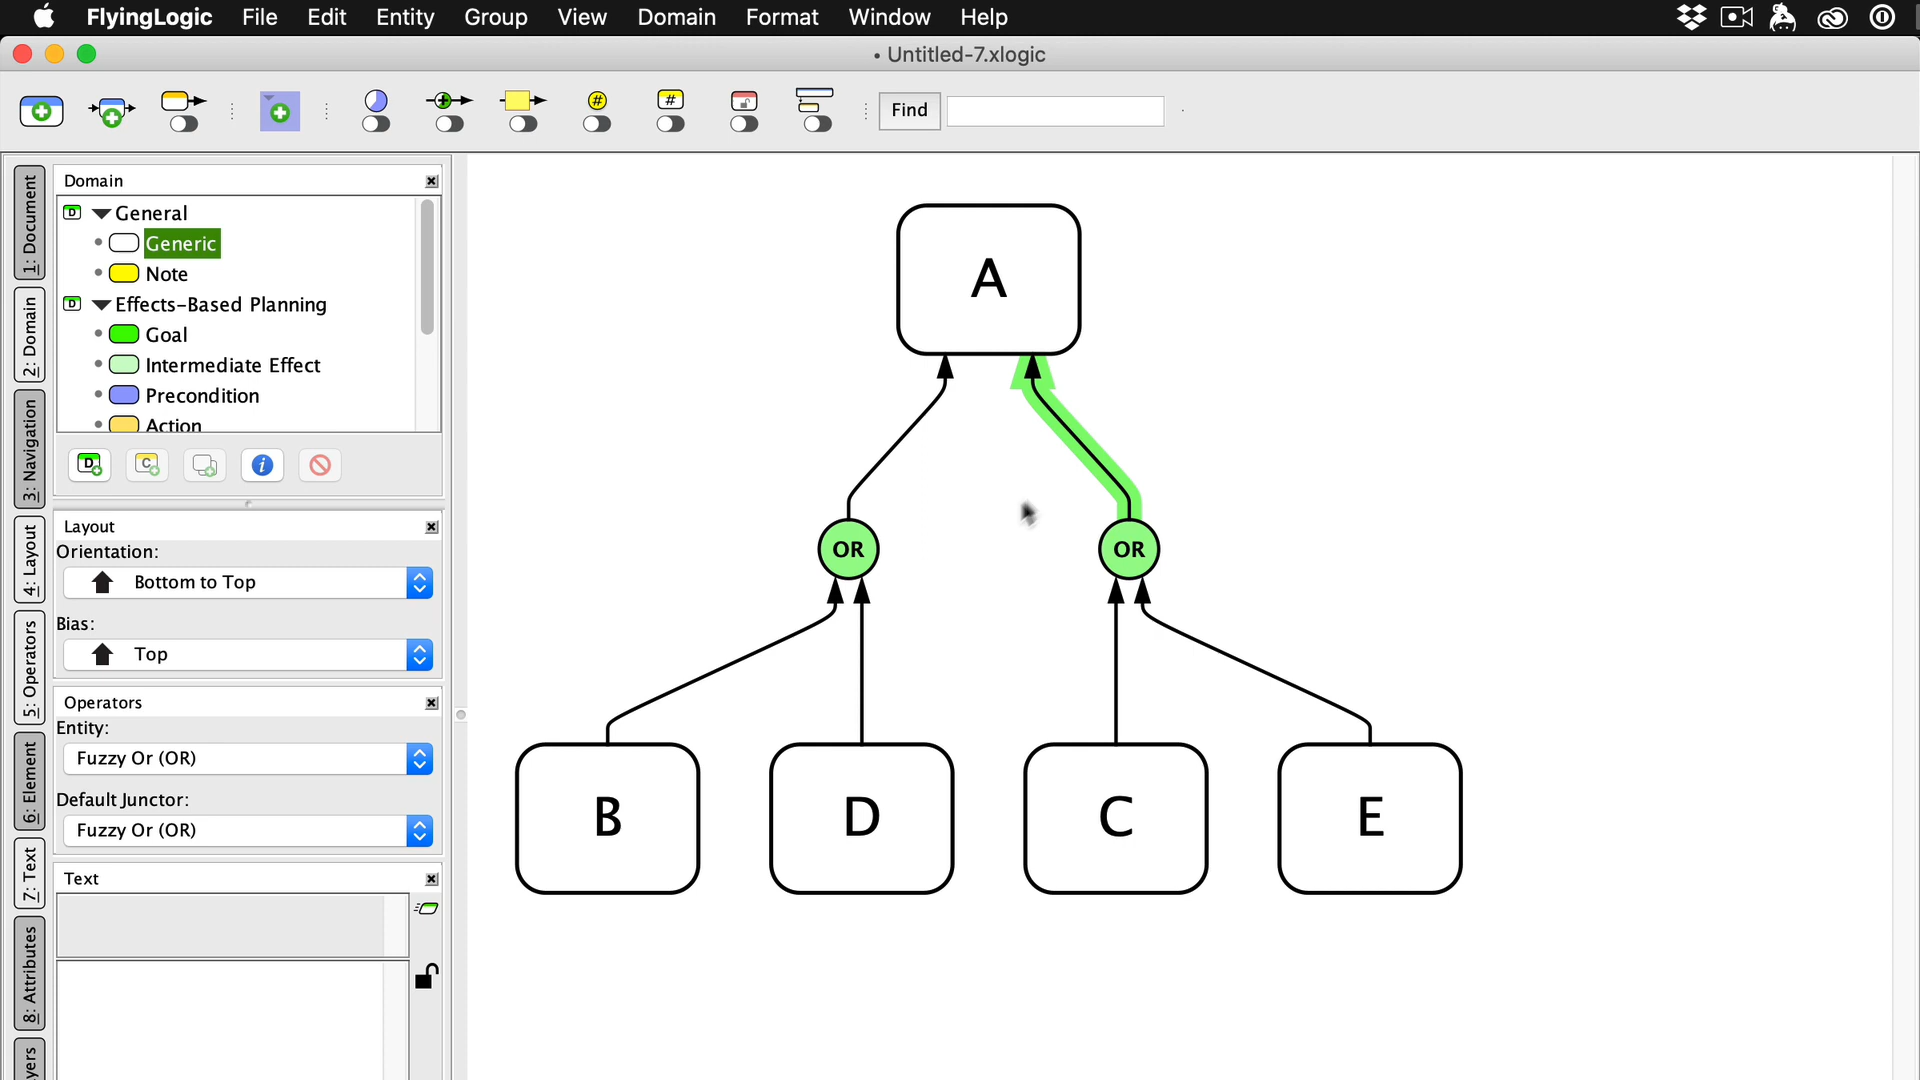 FlyingLogic File Edit Entity Group View Domain Format Window Help
• Untitled-7.xlogic
# #
Find
1: Document
2: Domain
3: Navigation
4: Layout
5: Operators
6: Element
7: Text
8: Attributes
yers
Domain
D General
Generic
Note
D Effects-Based Planning
Goal
Intermediate Effect
Precondition
Action
D C i
Layout
Orientation:
Bottom to Top
Bias:
Top
Operators
Entity:
Fuzzy Or (OR)
Default Junctor:
Fuzzy Or (OR)
Text
A
OR OR
B D C E